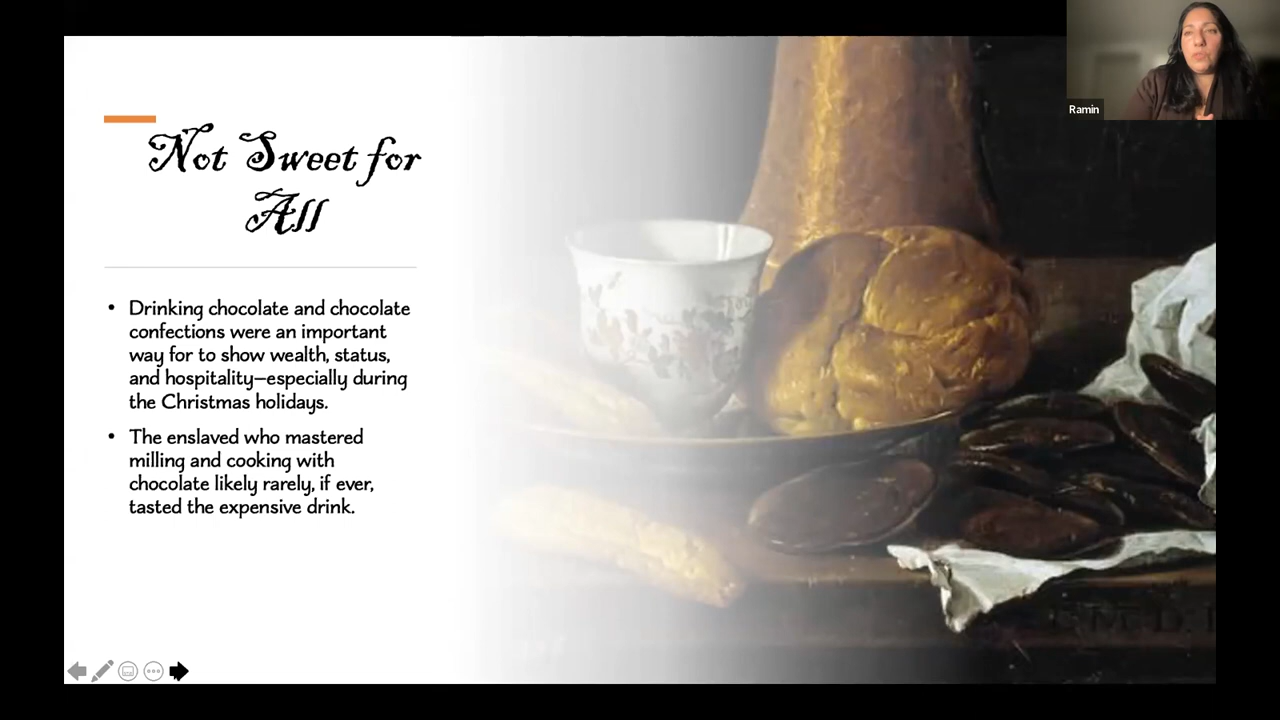 Ramin
Not Sweet for
All
• Drinking chocolate and chocolate
confections were an important
way for to show wealth, status,
and hospitality—especially during
the Christmas holidays.
• The enslaved who mastered
milling and cooking with
chocolate likely rarely, if ever,
tasted the expensive drink.